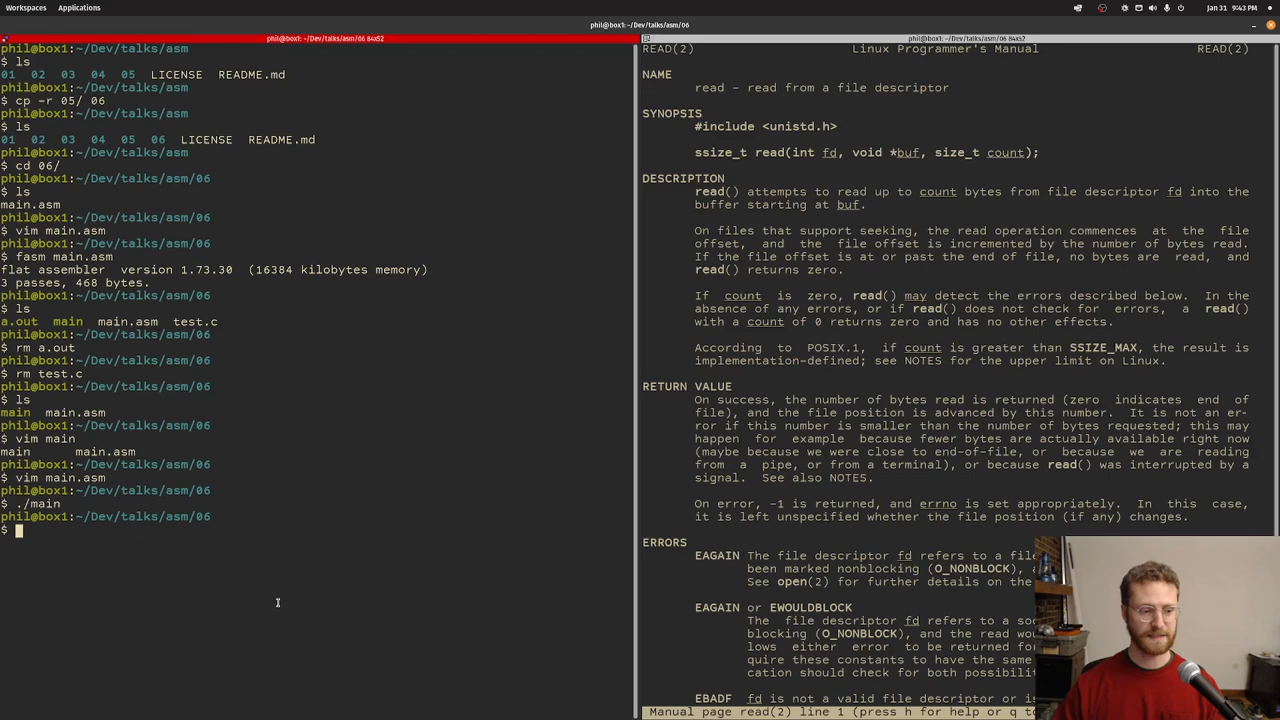 Workspaces Applications Jan 31 9:43 PM
phil@box1: ~/Dev/talks/asm/06
phil@box1: ~/Dev/talks/asm/06 84x52
phil@box1:~/Dev/talks/asm
$ ls
01 02 03 04 05 LICENSE README.md
phil@box1:~/Dev/talks/asm
$ cp -r 05/ 06
phil@box1:~/Dev/talks/asm
$ ls
01 02 03 04 05 06 LICENSE README.md
phil@box1:~/Dev/talks/asm
$ cd 06/
phil@box1:~/Dev/talks/asm/06
$ ls
main.asm
phil@box1:~/Dev/talks/asm/06
$ vim main.asm
phil@box1:~/Dev/talks/asm/06
$ fasm main.asm
flat assembler version 1.73.30 (16384 kilobytes memory)
3 passes, 468 bytes.
phil@box1:~/Dev/talks/asm/06
$ ls
a.out main main.asm test.c
phil@box1:~/Dev/talks/asm/06
$ rm a.out
phil@box1:~/Dev/talks/asm/06
$ rm test.c
phil@box1:~/Dev/talks/asm/06
$ ls
main main.asm
phil@box1:~/Dev/talks/asm/06
$ vim main
main main.asm
phil@box1:~/Dev/talks/asm/06
$ vim main.asm
phil@box1:~/Dev/talks/asm/06
$ ./main
phil@box1:~/Dev/talks/asm/06
$
phil@box1: ~/Dev/talks/asm/06 84x52
READ(2) Linux Programmer's Manual READ(2)
NAME
read - read from a file descriptor
SYNOPSIS
#include <unistd.h>
ssize_t read(int fd, void *buf, size_t count);
DESCRIPTION
read() attempts to read up to count bytes from file descriptor fd into the
buffer starting at buf.
On files that support seeking, the read operation commences at the file
offset, and the file offset is incremented by the number of bytes read.
If the file offset is at or past the end of file, no bytes are read, and
read() returns zero.
If count is zero, read() may detect the errors described below. In the
absence of any errors, or if read() does not check for errors, a read()
with a count of 0 returns zero and has no other effects.
According to POSIX.1, if count is greater than SSIZE_MAX, the result is
implementation-defined; see NOTES for the upper limit on Linux.
RETURN VALUE
On success, the number of bytes read is returned (zero indicates end of
file), and the file position is advanced by this number. It is not an er-
ror if this number is smaller than the number of bytes requested; this may
happen for example because fewer bytes are actually available right now
(maybe because we were close to end-of-file, or because we are reading
from a pipe, or from a terminal), or because read() was interrupted by a
signal. See also NOTES.
On error, -1 is returned, and errno is set appropriately. In this case,
it is left unspecified whether the file position (if any) changes.
ERRORS
EAGAIN The file descriptor fd refers to a file
been marked nonblocking (O_NONBLOCK),
See open(2) for further details on the
EAGAIN or EWOULDBLOCK
The file descriptor fd refers to a
blocking (O_NONBLOCK), and the read
lows either error to be returned
quire these constants to have the same
cation should check for both
EBADF fd is not a valid file descriptor or
Manual page read(2) line 1 (press h for help or q